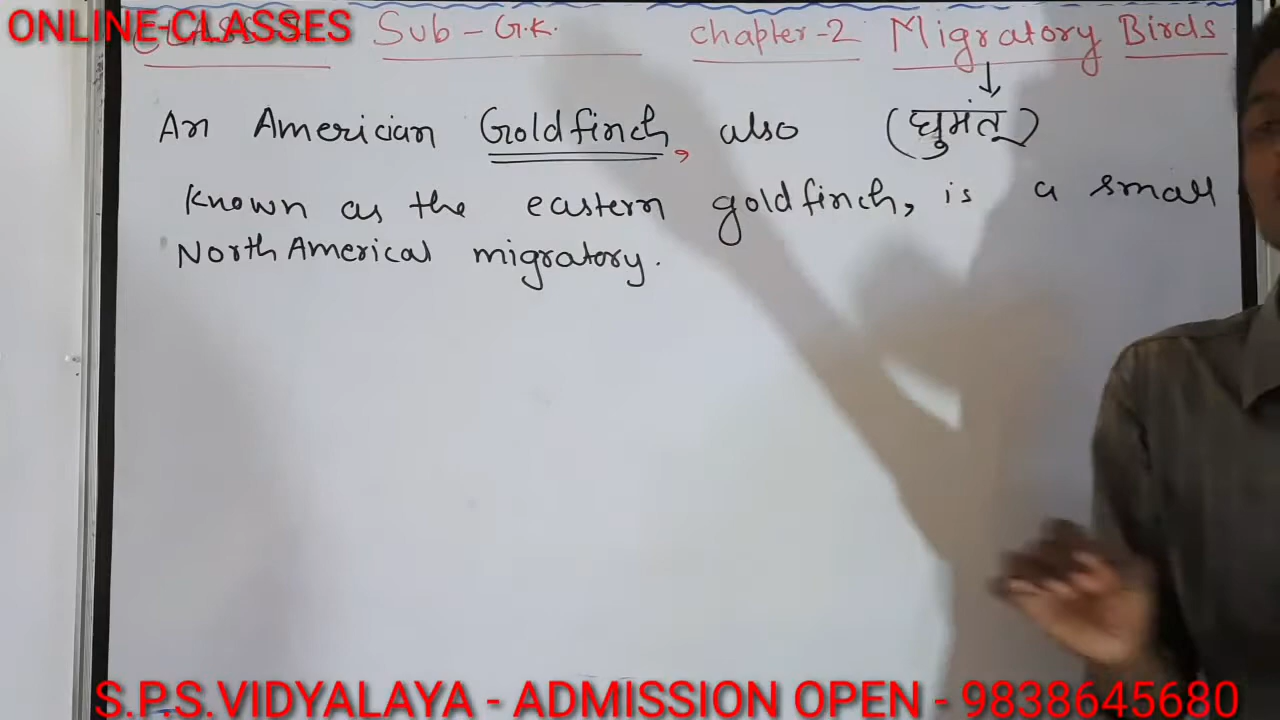 ONLINE-CLASSES
Sub - G.K. chapter-2 Migratory Birds
An Americian Goldfinch, also (घुमंतू)
known as the eastern goldfinch, is a small
North Americal migratory.
S.P.S.VIDYALAYA - ADMISSION OPEN - 9838645680